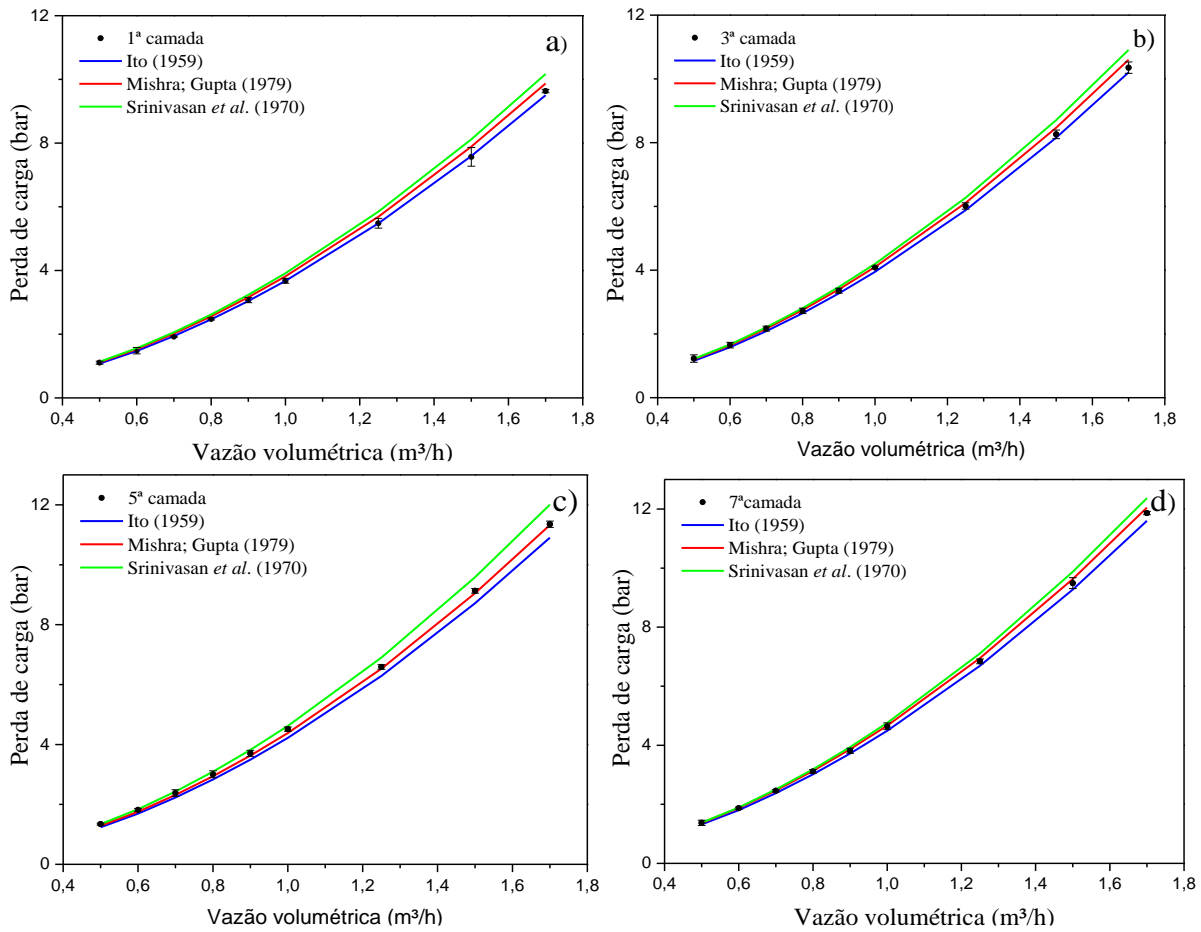 12
8
4
0
Perda de carga (bar)
a)
1ª camada
Ito (1959)
Mishra; Gupta (1979)
Srinivasan et al. (1970)
0,4 0,6 0,8 1,0 1,2 1,4 1,6 1,8
Vazão volumétrica (m³/h)
12
8
4
0
Perda de carga (bar)
b)
3ª camada
Ito (1959)
Mishra; Gupta (1979)
Srinivasan et al. (1970)
0,4 0,6 0,8 1,0 1,2 1,4 1,6 1,8
Vazão volumétrica (m³/h)
12
8
4
0
Perda de carga (bar)
c)
5ª camada
Ito (1959)
Mishra; Gupta (1979)
Srinivasan et al. (1970)
0,4 0,6 0,8 1,0 1,2 1,4 1,6 1,8
Vazão volumétrica (m³/h)
12
8
4
0
Perda de carga (bar)
d)
7ªcamada
Ito (1959)
Mishra; Gupta (1979)
Srinivasan et al. (1970)
0,4 0,6 0,8 1,0 1,2 1,4 1,6 1,8
Vazão volumétrica (m³/h)